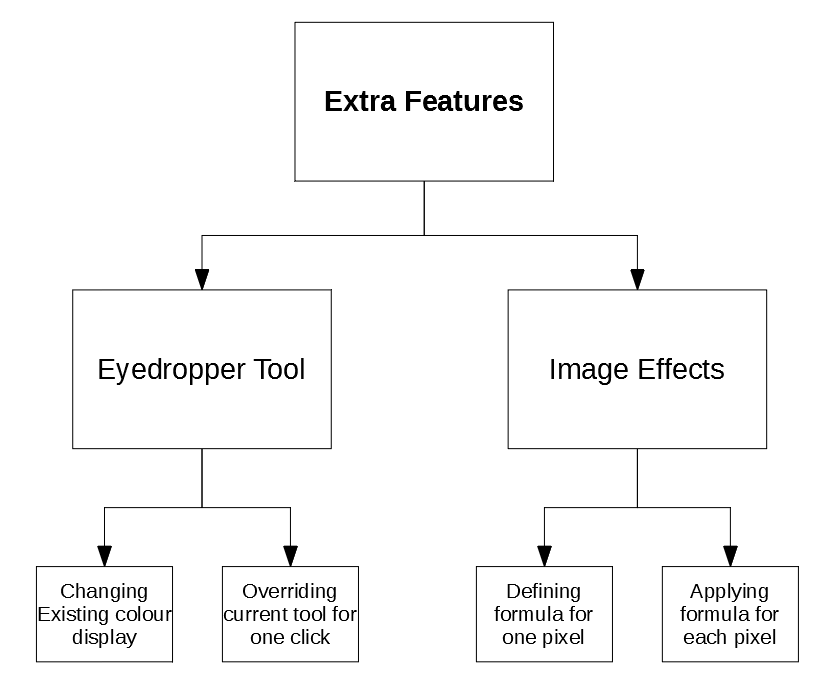 Extra Features
Eyedropper Tool
Image Effects
Changing
Existing colour
display
Overriding
current tool for
one click
Defining
formula for
one pixel
Applying
formula for
each pixel